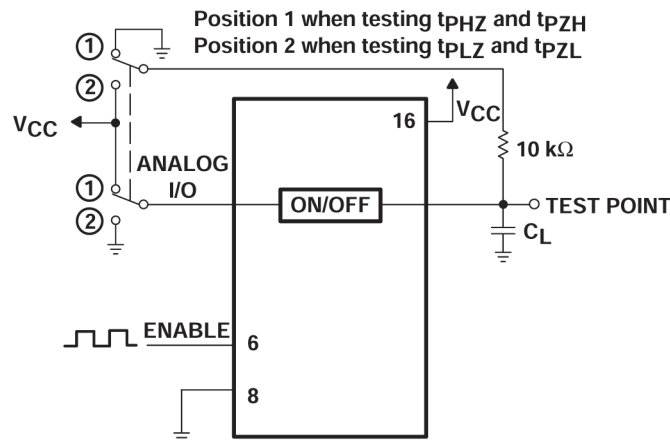 Position 1 when testing tPHZ and tPZH
Position 2 when testing tPLZ and tPZL
1
2
VCC
1
2
ANALOG
I/O
ON/OFF
16
VCC
10 kΩ
TEST POINT
CL
ENABLE
6
8